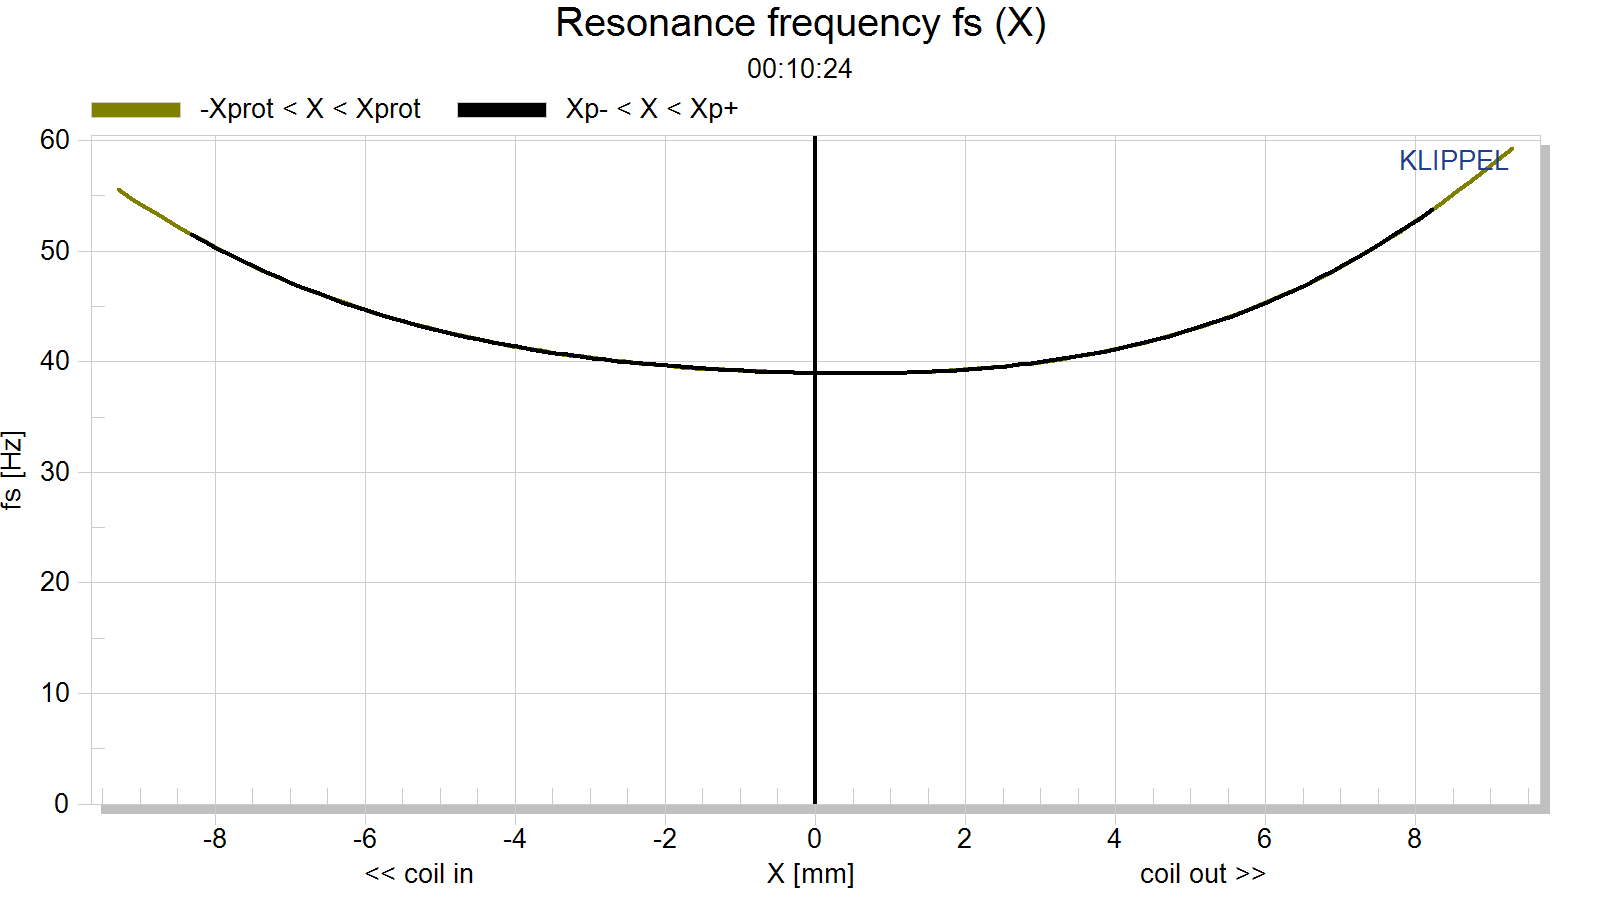 Resonance frequency fs (X)
00:10:24
-Xprot < X < Xprot Xp- < X < Xp+
KLIPPEL
60
50
40
30
20
10
0
fs [Hz]
-8 -6 -4 -2 0 2 4 6 8
<< coil in X [mm] coil out >>